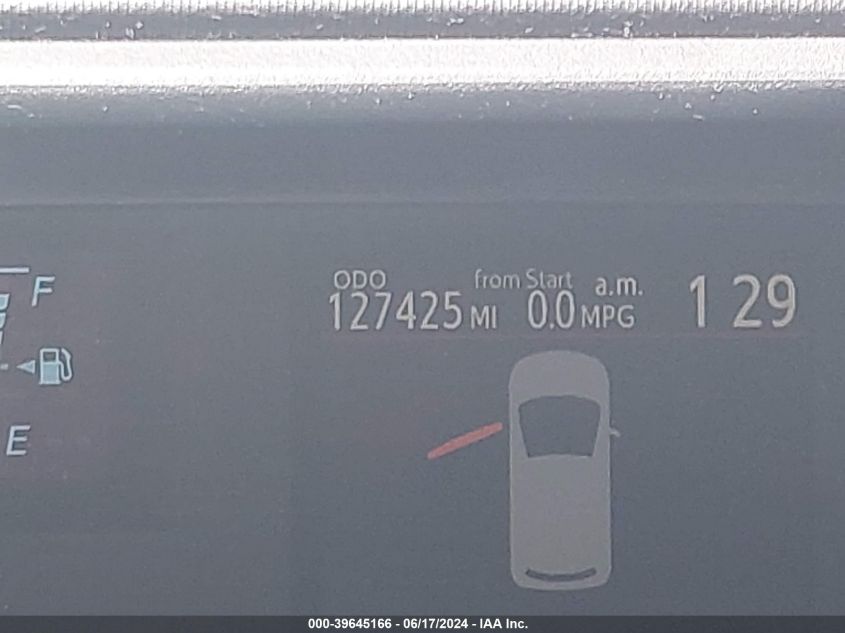 F
ODO from Start a.m. 1 29
127425 MI 0.0 MPG
E
000-39645166 - 06/17/2024 - IAA Inc.